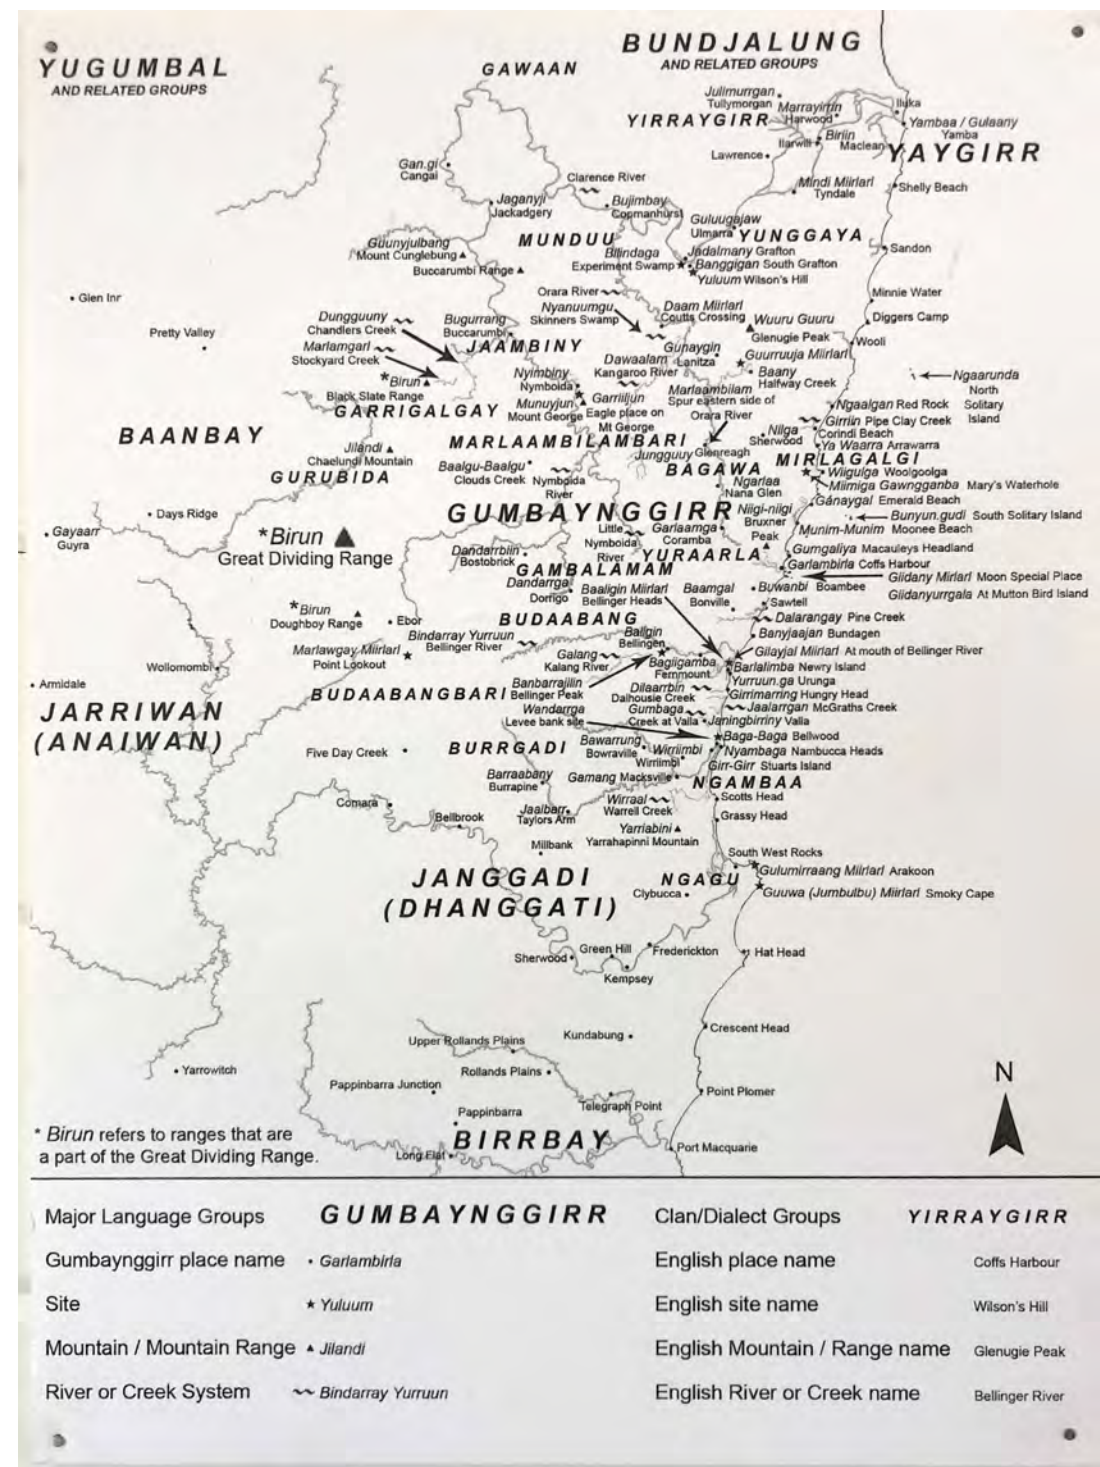 YUGUMBAL
AND RELATED GROUPS
GAWAAN
BUNDJALUNG
AND RELATED GROUPS
Julimurrgan
Tullymorgan
Marrayirrin
Harwood
Iluka
YIRRAYGIRR
Yambaa / Gulaany
Yamba
Biriin
Ilarwill
Maclean
YAYGIRR
Lawrence
Gan.gi
Cangai
Clarence River
Mindi Miirlarl
Tyndale
Shelly Beach
Jaganyji
Jackadgery
Bujimbay
Copmanhurst
Guluugajaw
Ulmarra
YUNGGAYA
Guunyjulbang
Mount Cunglebung
MUNDUU
Bilindaga
Experiment Swamp
Jadalmany Grafton
Banggigan South Grafton
Yuluum Wilson's Hill
Sandon
Buccarumbi Range
Glen Inr
Orara River
Minnie Water
Nyanuumgu
Skinners Swamp
Daam Miirlarl
Coutts Crossing
Wuuru Guuru
Glenugie Peak
Diggers Camp
Dungguuny
Chandlers Creek
Bugurrang
Buccarumbi
Pretty Valley
Marlamgarl
Stockyard Creek
JAAMBINY
Gunaygin
Lanitza
Wooli
Dawaalam
Kangaroo River
Guurruuja Miirlarl
Baany
Halfway Creek
*Birun
Black Slate Range
Nyimbiny
Nymboida
Ngaarunda
North
Solitary
Island
Munuyjun
Mount George
Garriiljun
Eagle place on
Mt George
Marlaambilam
Spur eastern side of
Orara River
GARRIGALGAY
Ngaalgan Red Rock
Girriin Pipe Clay Creek
Corindi Beach
BAANBAY
MARLAAMBILAMBARI
Nilga
Sherwood
Ya Waarra Arrawarra
Jilandi
Chaelundi Mountain
Jungguuy Glenreagh
MIRLAGALGI
GURUBIDA
Baalgu-Baalgu
Clouds Creek
Nymboida
River
BAGAWA
Wiigulga Woolgoolga
Miimiga Gawngganba Mary's Waterhole
Ngarlaa
Nana Glen
Gánaygal Emerald Beach
GUMBAYNGGIRR
Niigi-niigi
Bruxner
Peak
Bunyun.gudi South Solitary Island
Munim-Munim Moonee Beach
Days Ridge
Gayaarr
Guyra
*Birun
Great Dividing Range
Little
Nymboida
River
Garlaamga
Coramba
YURAARLA
Gumgaliya Macauleys Headland
Dandarrbiin
Bostobrick
GAMBALAMAM
Garlambirla Coffs Harbour
Giidany Mirlarl Moon Special Place
Giidanyurrgala At Mutton Bird Island
Dandarrga
Dorrigo
Baaligin Miirlarl
Bellinger Heads
Baamgal
Bonville
Buwanbi Boambee
Sawtell
*Birun
Doughboy Range
Ebor
BUDAABANG
Dalarangay Pine Creek
Banyjaajan Bundagen
Bindarray Yurruun
Bellinger River
Baligin
Bellingen
Gilayjal Miirlarl At mouth of Bellinger River
Marlawgay Miirlarl
Point Lookout
Galang
Kalang River
Bagiigamba
Fernmount
Barlalimba Newry Island
Wollomombi
Armidale
Yurruun.ga Urunga
BUDAABANGBARI
Banbarrajilin
Bellinger Peak
Dilaarrbin
Dalhousie Creek
Girrimarring Hungry Head
JARRIWAN
(ANAIWAN)
Wandarrga
Levee bank site
Gumbaga
Creek at Valla
Jaalarrgan McGraths Creek
Janingbirriny Valla
Five Day Creek
BURRGADI
Bawarrung
Bowraville
Wirriimbi
Wirriimbi
Baga-Baga Bellwood
Nyambaga Nambucca Heads
Girr-Girr Stuarts Island
Barraabany
Burrapine
Gamang Macksville
NGAMBAA
Comara
Jaalbarr
Taylors Arm
Wirraal
Warrell Creek
Scotts Head
Bellbrook
Grassy Head
Yarriabini
Yarrahapinni Mountain
Millbank
South West Rocks
JANGGADI
(DHANGGATI)
NGAGU
Gulumirraang Miirlarl Arakoon
Clybucca
Guuwa (Jumbulbu) Miirlarl Smoky Cape
Sherwood
Green Hill
Frederickton
Hat Head
Kempsey
Crescent Head
Kundabung
Upper Rollands Plains
Yarrowitch
Rollands Plains
N
Pappinbarra Junction
Point Plomer
Telegraph Point
Pappinbarra
BIRRBAY
Port Macquarie
Long Flat
* Birun refers to ranges that are
a part of the Great Dividing Range.
Major Language Groups GUMBAYNGGIRR Clan/Dialect Groups YIRRAYGIRR
Gumbaynggirr place name Garlambirla English place name Coffs Harbour
Site Yuluum English site name Wilson's Hill
Mountain / Mountain Range Jilandi English Mountain / Range name Glenugie Peak
River or Creek System Bindarray Yurruun English River or Creek name Bellinger River